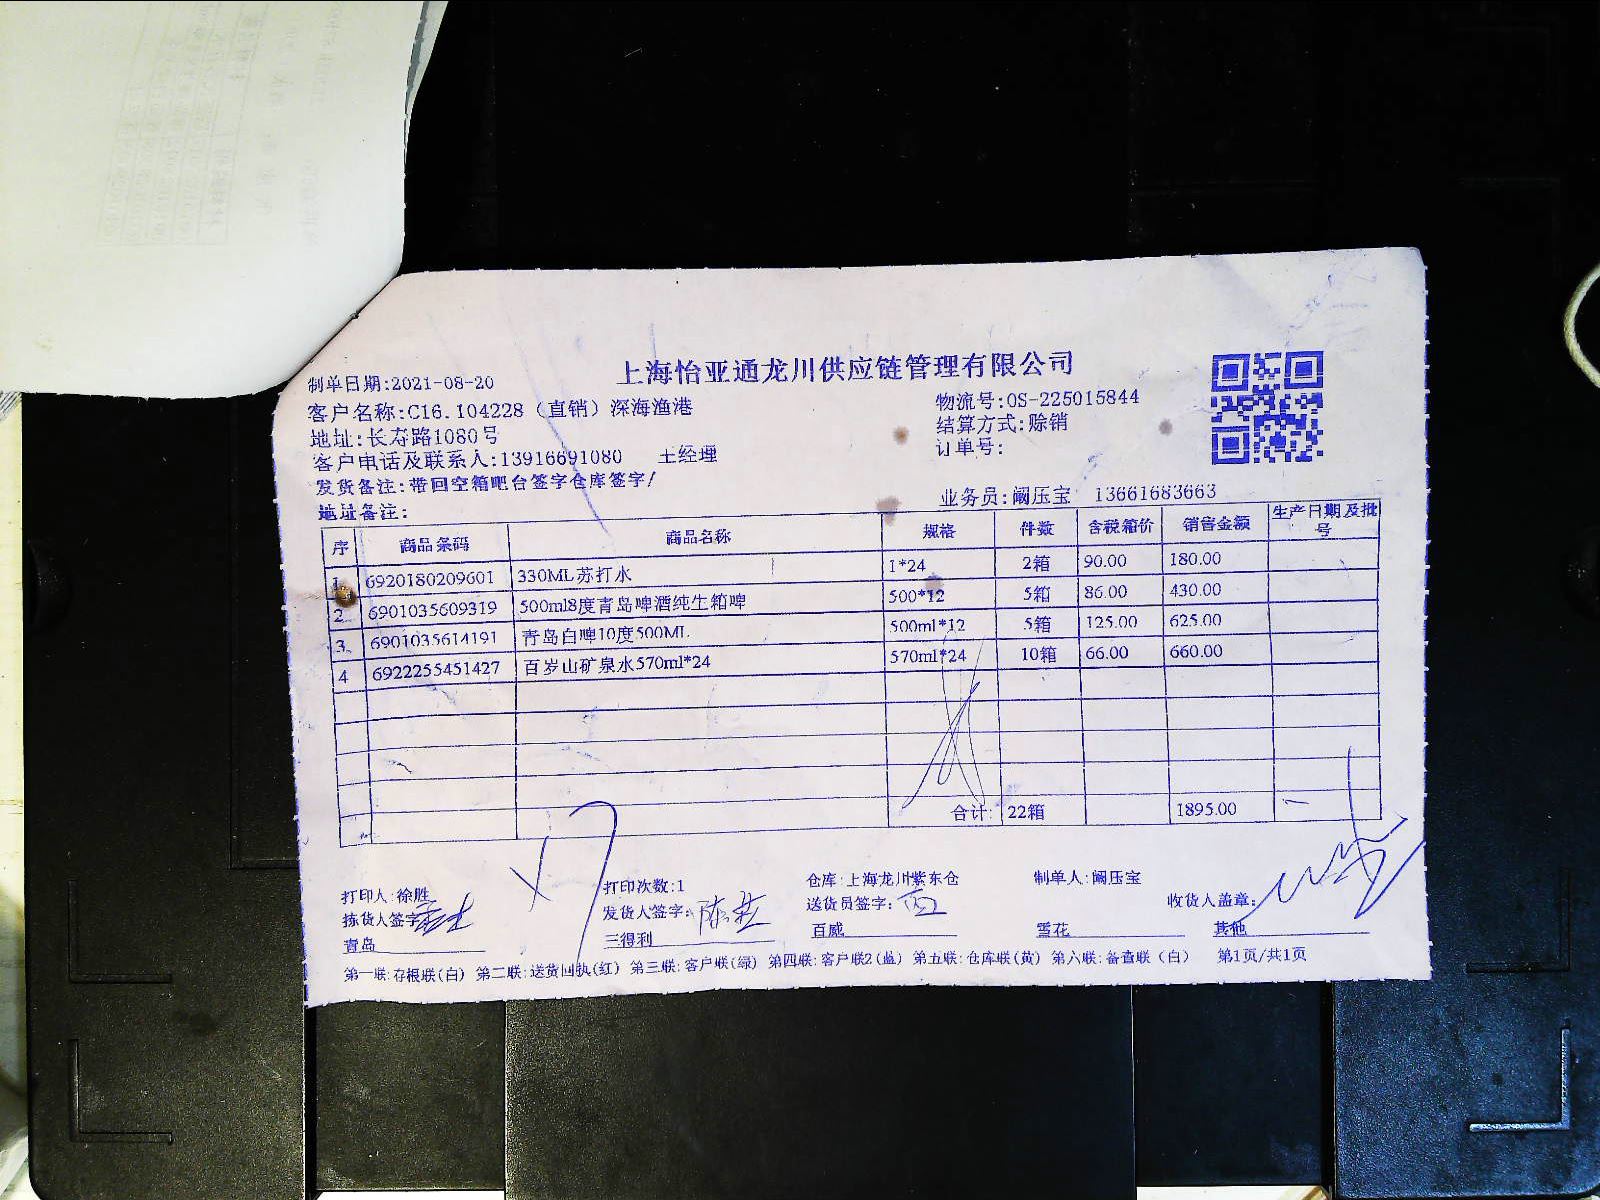 上海怡亚通龙川供应链管理有限公司
制单日期:2021-08-20
客户名称:C16.104228（直销）深海渔港 物流号:OS-225015844
地址:长寿路1080号 结算方式:赊销
客户电话及联系人:13916691080 王经理 订单号:
发货备注:带回空箱吧台签字仓库签字!
地址备注: 业务员:阚压宝 13661683663
序 商品条码 商品名称 规格 件数 含税箱价 销售金额 生产日期及批号
1 6920180209601 330ML苏打水 1*24 2箱 90.00 180.00
2 6901035609319 500ml8度青岛啤酒纯生箱啤 500*12 5箱 86.00 430.00
3 6901035614191 青岛白啤10度500ML 500ml*12 5箱 125.00 625.00
4 6922255451427 百岁山矿泉水570ml*24 570ml*24 10箱 66.00 660.00
合计: 22箱 1895.00
打印人:徐胜 打印次数:1 仓库:上海龙川紫东仓 制单人:阚压宝
拣货人签字: 发货人签字: 送货员签字: 收货人盖章:
青岛 三得利 百威 雪花 其他
第一联:存根联(白) 第二联:送货回执(红) 第三联:客户联(绿) 第四联:客户联2(蓝) 第五联:仓库联(黄) 第六联:备查联（白） 第1页/共1页